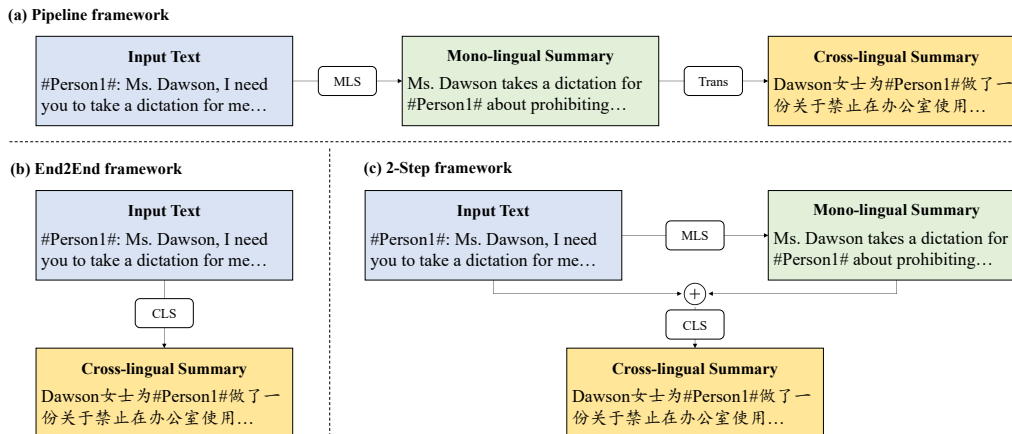 (a) Pipeline framework
Input Text
#Person1#: Ms. Dawson, I need
you to take a dictation for me…
MLS
Mono-lingual Summary
Ms. Dawson takes a dictation for
#Person1# about prohibiting…
Trans
Cross-lingual Summary
Dawson女士为#Person1#做了一
份关于禁止在办公室使用…
(b) End2End framework
Input Text
#Person1#: Ms. Dawson, I need
you to take a dictation for me…
CLS
Cross-lingual Summary
Dawson女士为#Person1#做了一
份关于禁止在办公室使用…
(c) 2-Step framework
Input Text
#Person1#: Ms. Dawson, I need
you to take a dictation for me…
MLS
Mono-lingual Summary
Ms. Dawson takes a dictation for
#Person1# about prohibiting…
+
CLS
Cross-lingual Summary
Dawson女士为#Person1#做了一
份关于禁止在办公室使用…